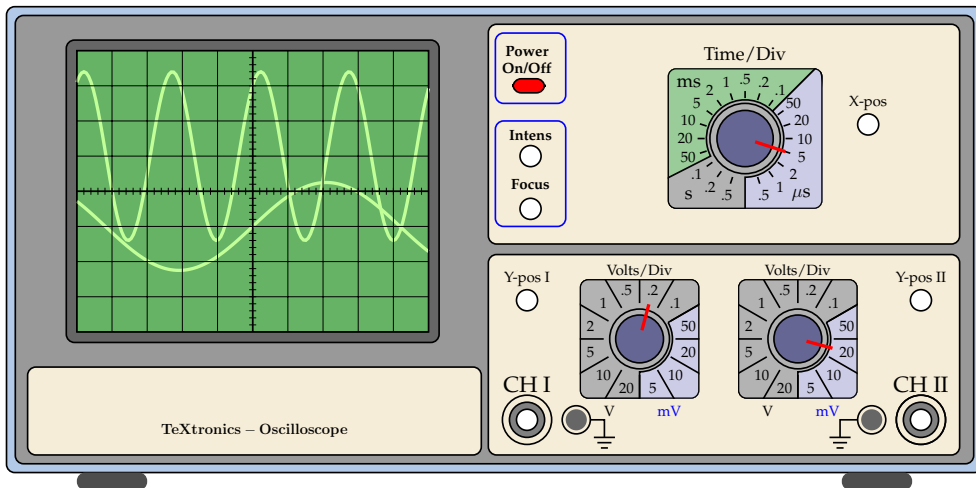 Power
On/Off
Intens
Focus
Time/Div
ms
5
10
20
50
2
1
.5
.2
.1
50
20
10
5
2
1
.5
μs
.1
.2
.5
s
X-pos
Y-pos I
Volts/Div
.5
.2
1
.1
2
50
5
20
10
10
20
5
CH I
V
mV
Volts/Div
.5
.2
1
.1
2
50
5
20
10
10
20
5
V
mV
Y-pos II
CH II
TeXtronics – Oscilloscope